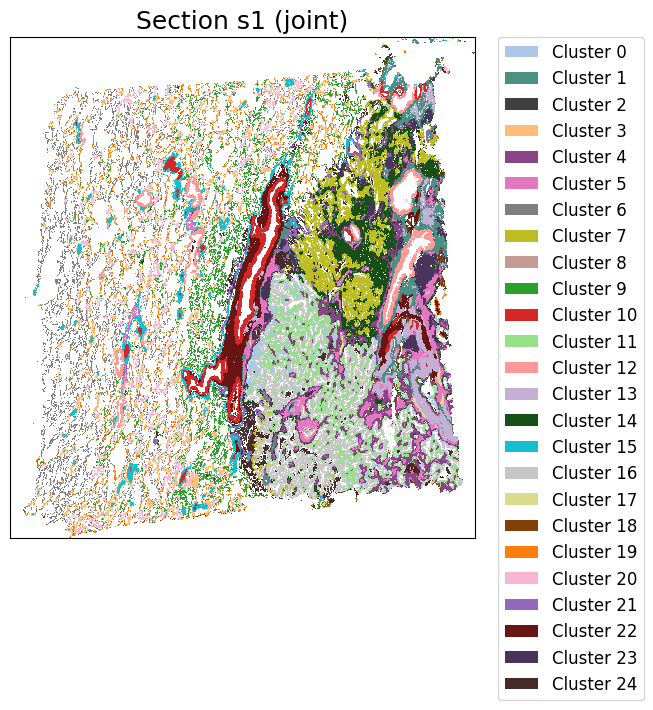 Section s1 (joint)
Cluster 0
Cluster 1
Cluster 2
Cluster 3
Cluster 4
Cluster 5
Cluster 6
Cluster 7
Cluster 8
Cluster 9
Cluster 10
Cluster 11
Cluster 12
Cluster 13
Cluster 14
Cluster 15
Cluster 16
Cluster 17
Cluster 18
Cluster 19
Cluster 20
Cluster 21
Cluster 22
Cluster 23
Cluster 24